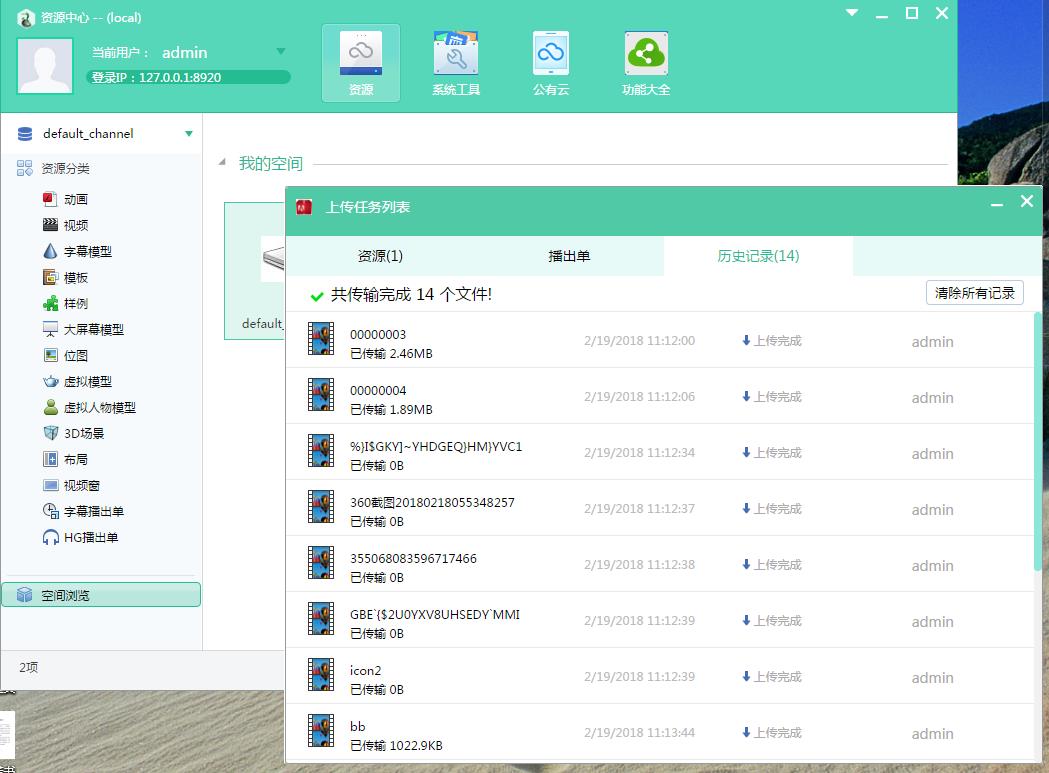 资源中心 -- (local)
当前用户： admin
登录IP：127.0.0.1:8920
资源
系统工具
公有云
功能大全
default_channel
资源分类
动画
视频
字幕模型
模板
样例
大屏幕模型
位图
虚拟模型
虚拟人物模型
3D场景
布局
视频窗
字幕播出单
HG播出单
空间浏览
2项
我的空间
default_
上传任务列表
资源(1)
播出单
历史记录(14)
共传输完成 14 个文件!
清除所有记录
00000003
已传输 2.46MB
2/19/2018 11:12:00
上传完成
admin
00000004
已传输 1.89MB
2/19/2018 11:12:06
上传完成
admin
%}I$GKY]~YHDGEQ}HM}YVC1
已传输 0B
2/19/2018 11:12:34
上传完成
admin
360截图20180218055348257
已传输 0B
2/19/2018 11:12:37
上传完成
admin
355068083596717466
已传输 0B
2/19/2018 11:12:38
上传完成
admin
GBE`{$2U0YXV8UHSEDY`MMI
已传输 0B
2/19/2018 11:12:39
上传完成
admin
icon2
已传输 0B
2/19/2018 11:12:39
上传完成
admin
bb
已传输 1022.9KB
2/19/2018 11:13:44
上传完成
admin